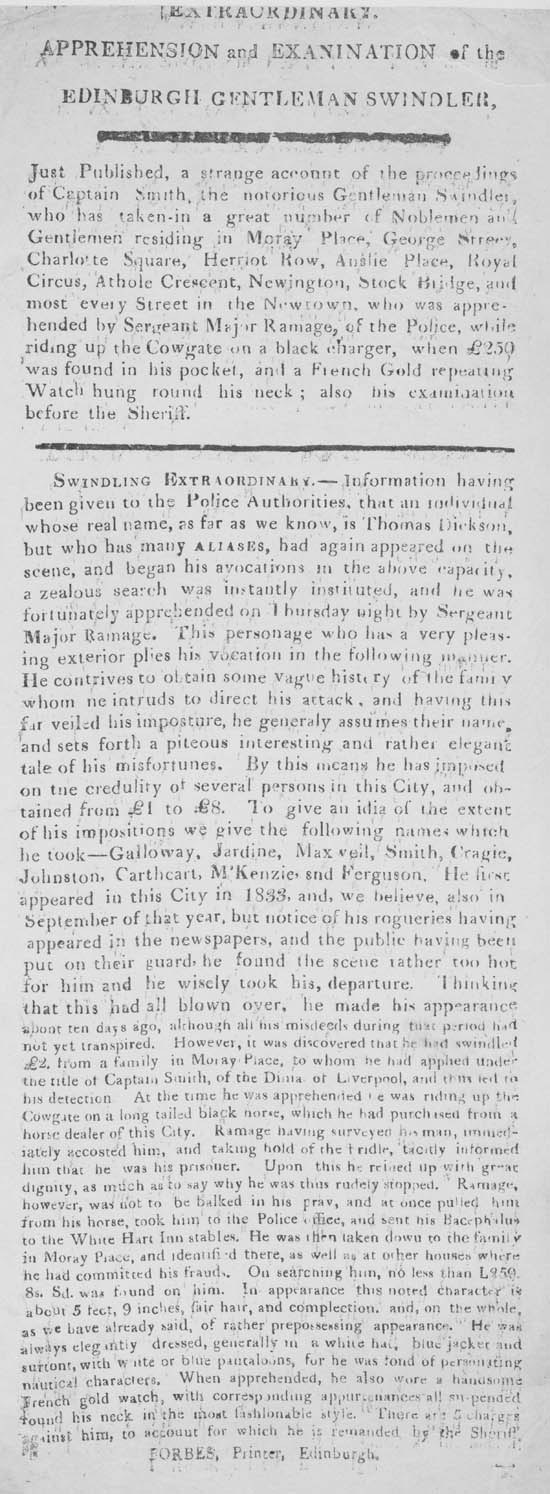 EXTRAORDINARY.
APPREHENSION and EXANINATION of the
EDINBURGH GENTLEMAN SWINDLER,
Just Published, a strange account of the proceedings
of Captain Smith, the notorious Gentleman Swindler,
who has taken-in a great number of Noblemen and
Gentlemen residing in Moray Place, George Street,
Charlotte Square, Herriot Row, Ainslie Place, Royal
Circus, Athole Crescent, Newington, Stock Bridge, and
most every Street in the Newtown, who was appre-
hended by Sergeant Major Ramage, of the Police, while
riding up the Cowgate on a black charger, when £250
was found in his pocket, and a French Gold repeating
Watch hung round his neck; also his examination
before the Sheriff.
SWINDLING EXTRAORDINARY.—Information having
been given to the Police Authorities, that an individual
whose real name, as far as we know, is Thomas Dickson,
but who has many ALIASES, had again appeared on the
scene, and began his avocations in the above capacity,
a zealous search was instantly instituted, and he was
fortunately apprehended on Thursday night by Sergeant
Major Ramage. This personage who has a very pleas-
ing exterior plies his vocation in the following manner.
He contrives to obtain some vague history of the family
whom he intruds to direct his attack, and having this
far veiled his imposture, he generaly assumes their name,
and sets forth a piteous interesting and rather elegant
tale of his misfortunes. By this means he has imposed
on the credulity of several persons in this City, and ob-
tained from £1 to £8. To give an idia of the extent
of his impositions we give the following names which
he took—Galloway, Jardine, Maxveil, Smith, Cragie,
Johnston, Carthcart, M'Kenzie, snd Ferguson. He first
appeared in this City in 1833, and, we believe, also in
September of that year, but notice of his rogueries having
appeared in the newspapers, and the public having been
put on their guard, he found the scene rather too hot
for him and he wisely took his, departure. Thinking
that this had all blown over, he made his appearance
about ten days ago, although all his misdeeds during that period had
not yet transpired. However, it was discovered that he had swindled
£2. from a family in Moray Place, to whom he had applied under
the title of Captain Smith, of the Dima. of Liverpool, and thus led to
his detection At the time he was apprehended he was riding up the
Cowgate on a long tailed black horse, which he had purchased from a
horse dealer of this City. Ramage having surveyed his man, immed-
iately accosted him, and taking hold of the bridle, tacitly informed
him that he was his prisoner. Upon this he reined up with great
dignity, as much as to say why he was thus rudely stopped. Ramage,
however, was not to be balked in his pray, and at once pulled him
from his horse, took him to the Police office, and sent his Bacephalus
to the White Hart Inn stables. He was then taken down to the family
in Moray Place, and identified there, as well as at other houses where
he had committed his frauds. On searching him, no less than L250.
8s. 8d. was found on him. In appearance this noted character is
about 5 feet, 9 inches, fair hair, and complection. and, on the whole,
as we have already said, of rather prepossessing appearance. He was
always elegantly dressed, generally in a white hat, blue jacket and
surtout, with white or blue pantaloons, for he was fond of personating
nautical characters. When apprehended, he also wore a handsome
French gold watch, with corresponding appurtenances all suspended
round his neck in the most fashionable style. There are 5 charges
against him, to account for which he is remanded by the Sheriff.
FORBES, Printer, Edinburgh.